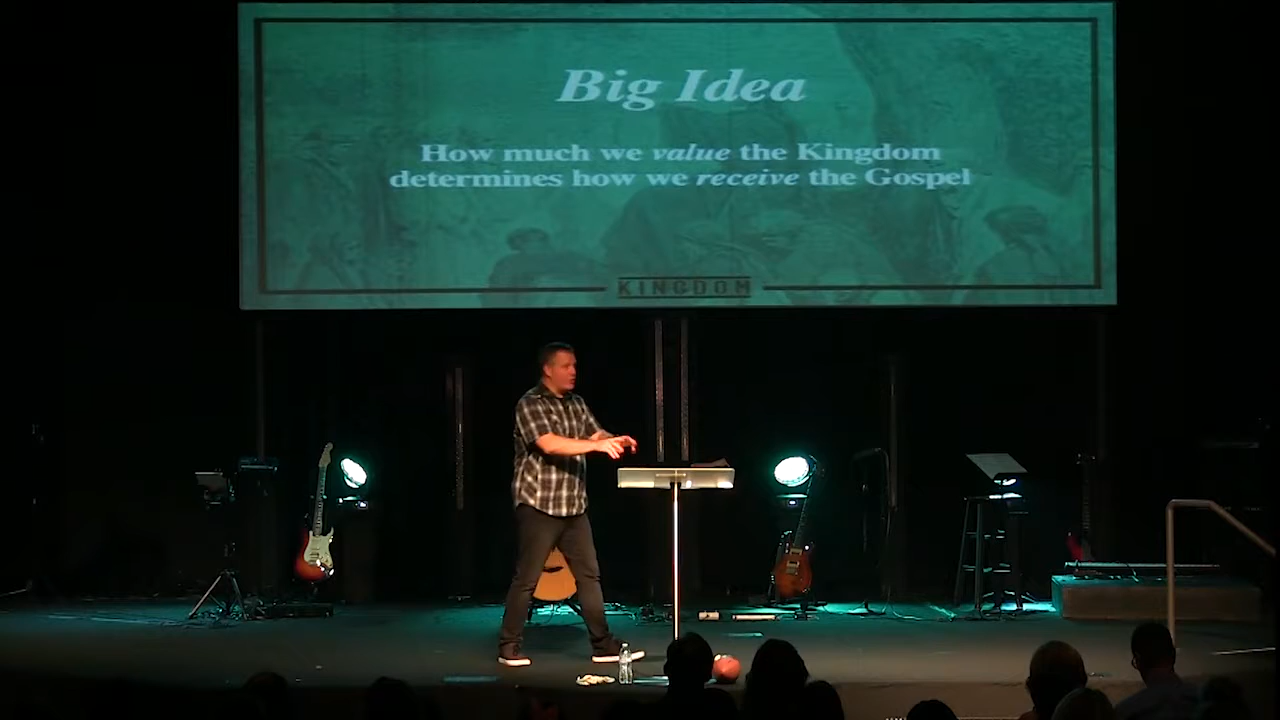 Big Idea
How much we value the Kingdom
determines how we receive the Gospel
KINGDOM